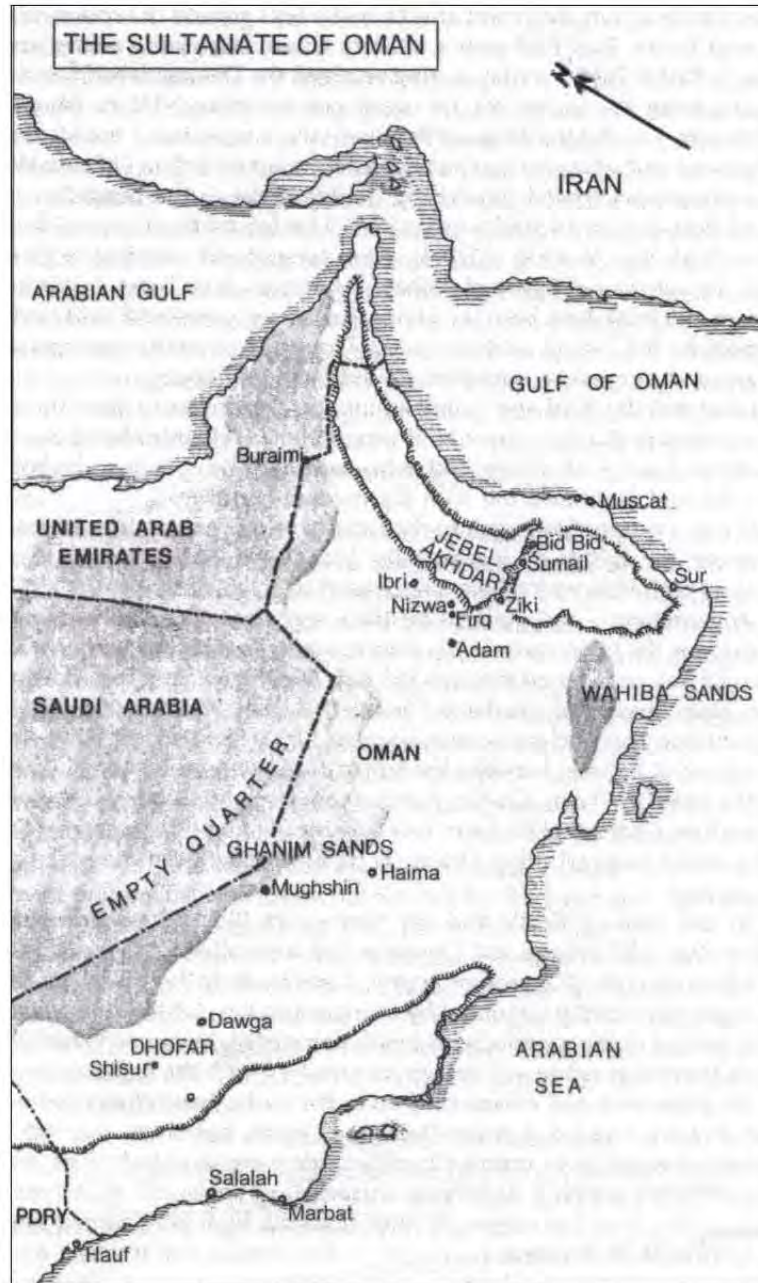 THE SULTANATE OF OMAN
N
IRAN
ARABIAN GULF
GULF OF OMAN
Buraimi
Muscat
UNITED ARAB
EMIRATES
JEBEL
AKHDAR
Bid Bid
Sumail
Sur
Ibri
Nizwa
Ziki
Firq
Adam
WAHIBA SANDS
SAUDI ARABIA
OMAN
EMPTY QUARTER
GHANIM SANDS
Haima
Mughshin
Dawga
DHOFAR
Shisur
ARABIAN
SEA
Salalah
Marbat
PDRY
Hauf